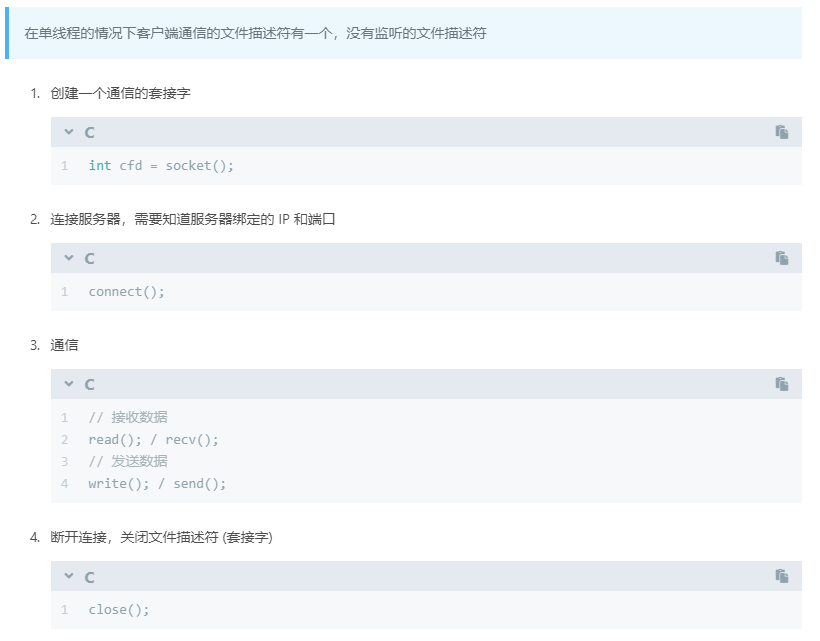 在单线程的情况下客户端通信的文件描述符有一个，没有监听的文件描述符
1. 创建一个通信的套接字
C
1 int cfd = socket();
2. 连接服务器，需要知道服务器绑定的 IP 和端口
C
1 connect();
3. 通信
C
1 // 接收数据
2 read(); / recv();
3 // 发送数据
4 write(); / send();
4. 断开连接，关闭文件描述符 (套接字)
C
1 close();